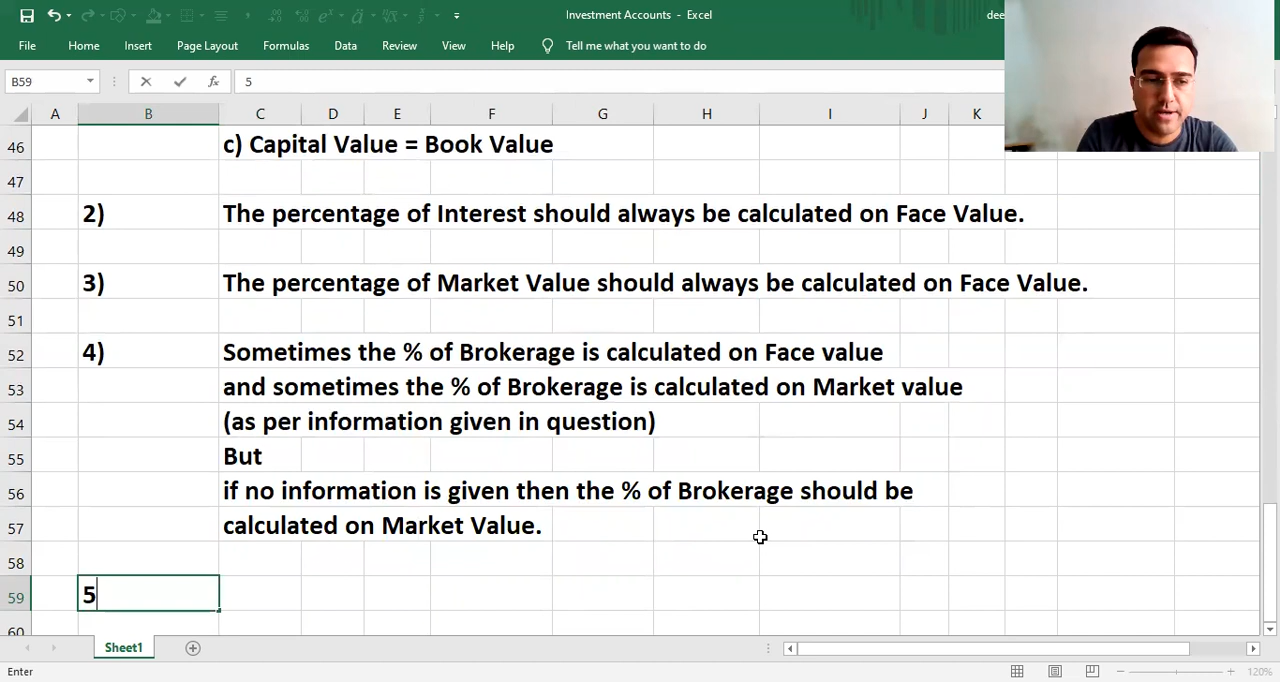 Investment Accounts - Excel
dee
File Home Insert Page Layout Formulas Data Review View Help Tell me what you want to do
B59 fx 5
A B C D E F G H I J K
46 c) Capital Value = Book Value
47
48 2) The percentage of Interest should always be calculated on Face Value.
49
50 3) The percentage of Market Value should always be calculated on Face Value.
51
52 4) Sometimes the % of Brokerage is calculated on Face value
53 and sometimes the % of Brokerage is calculated on Market value
54 (as per information given in question)
55 But
56 if no information is given then the % of Brokerage should be
57 calculated on Market Value.
58
59 5
60
Sheet1
Enter 120%